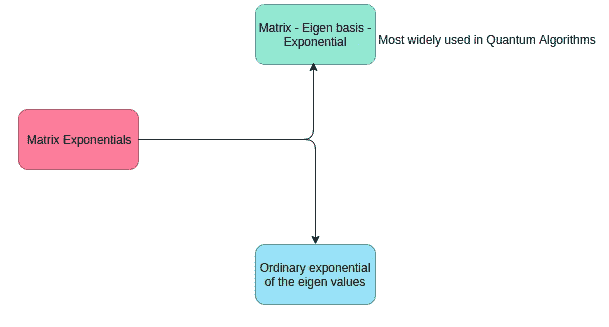 Matrix - Eigen basis -
Exponential
Most widely used in Quantum Algorithms
Matrix Exponentials
Ordinary exponential
of the eigen values